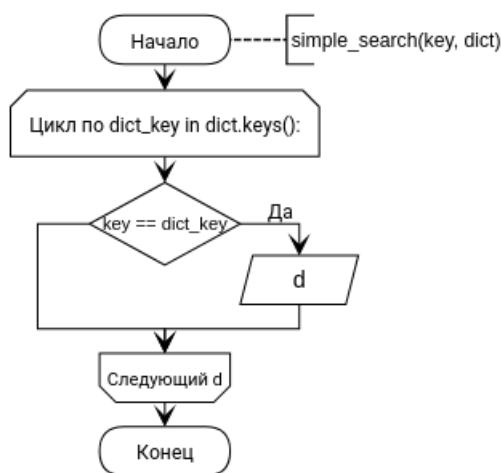 Начало
simple_search(key, dict)
Цикл по dict_key in dict.keys():
key == dict_key
Да
d
Следующий d
Конец